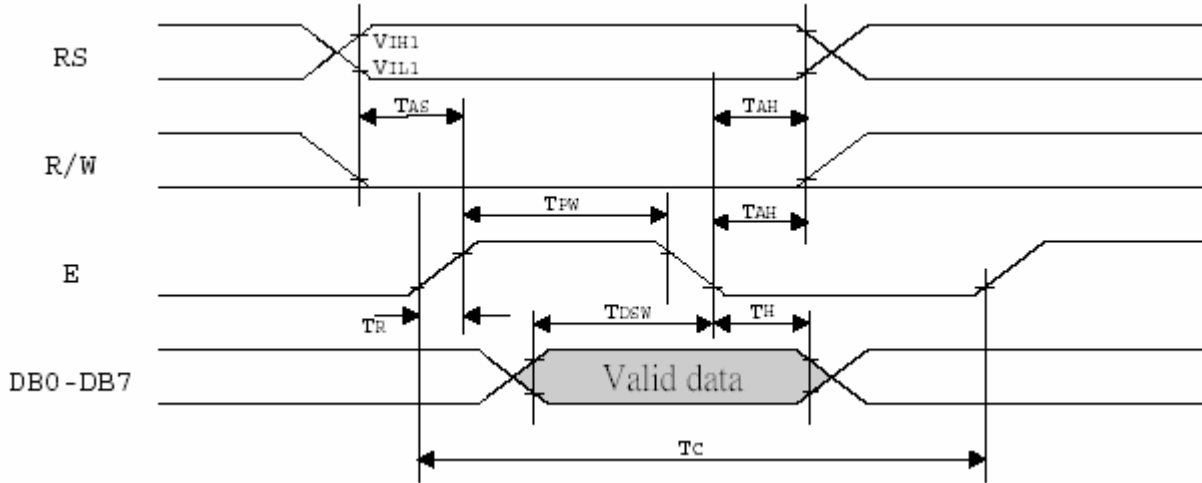 RS
VIH1
VIL1
TAS
TAH
R/W
TPW
TAH
E
TR
TDSW
TH
DB0-DB7
Valid data
TC